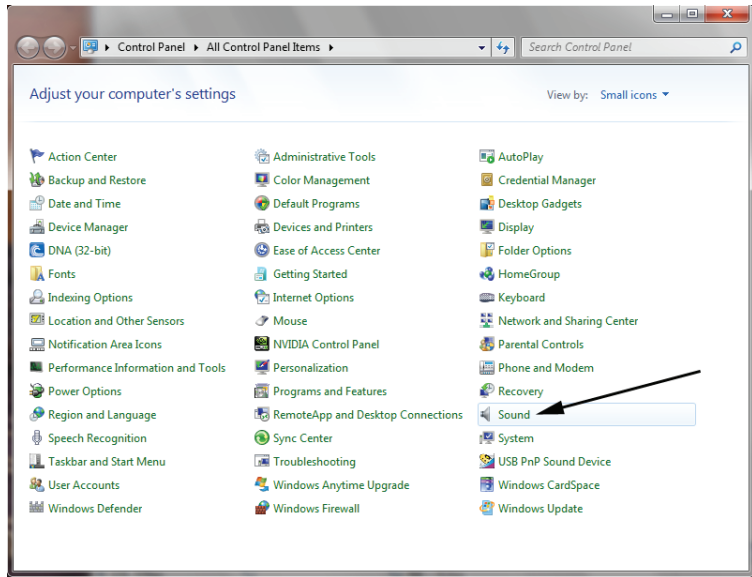 Control Panel ▸ All Control Panel Items ▸
Search Control Panel
Adjust your computer's settings
View by: Small icons
Action Center
Administrative Tools
AutoPlay
Backup and Restore
Color Management
Credential Manager
Date and Time
Default Programs
Desktop Gadgets
Device Manager
Devices and Printers
Display
DNA (32-bit)
Ease of Access Center
Folder Options
Fonts
Getting Started
HomeGroup
Indexing Options
Internet Options
Keyboard
Location and Other Sensors
Mouse
Network and Sharing Center
Notification Area Icons
NVIDIA Control Panel
Parental Controls
Performance Information and Tools
Personalization
Phone and Modem
Power Options
Programs and Features
Recovery
Region and Language
RemoteApp and Desktop Connections
Sound
Speech Recognition
Sync Center
System
Taskbar and Start Menu
Troubleshooting
USB PnP Sound Device
User Accounts
Windows Anytime Upgrade
Windows CardSpace
Windows Defender
Windows Firewall
Windows Update